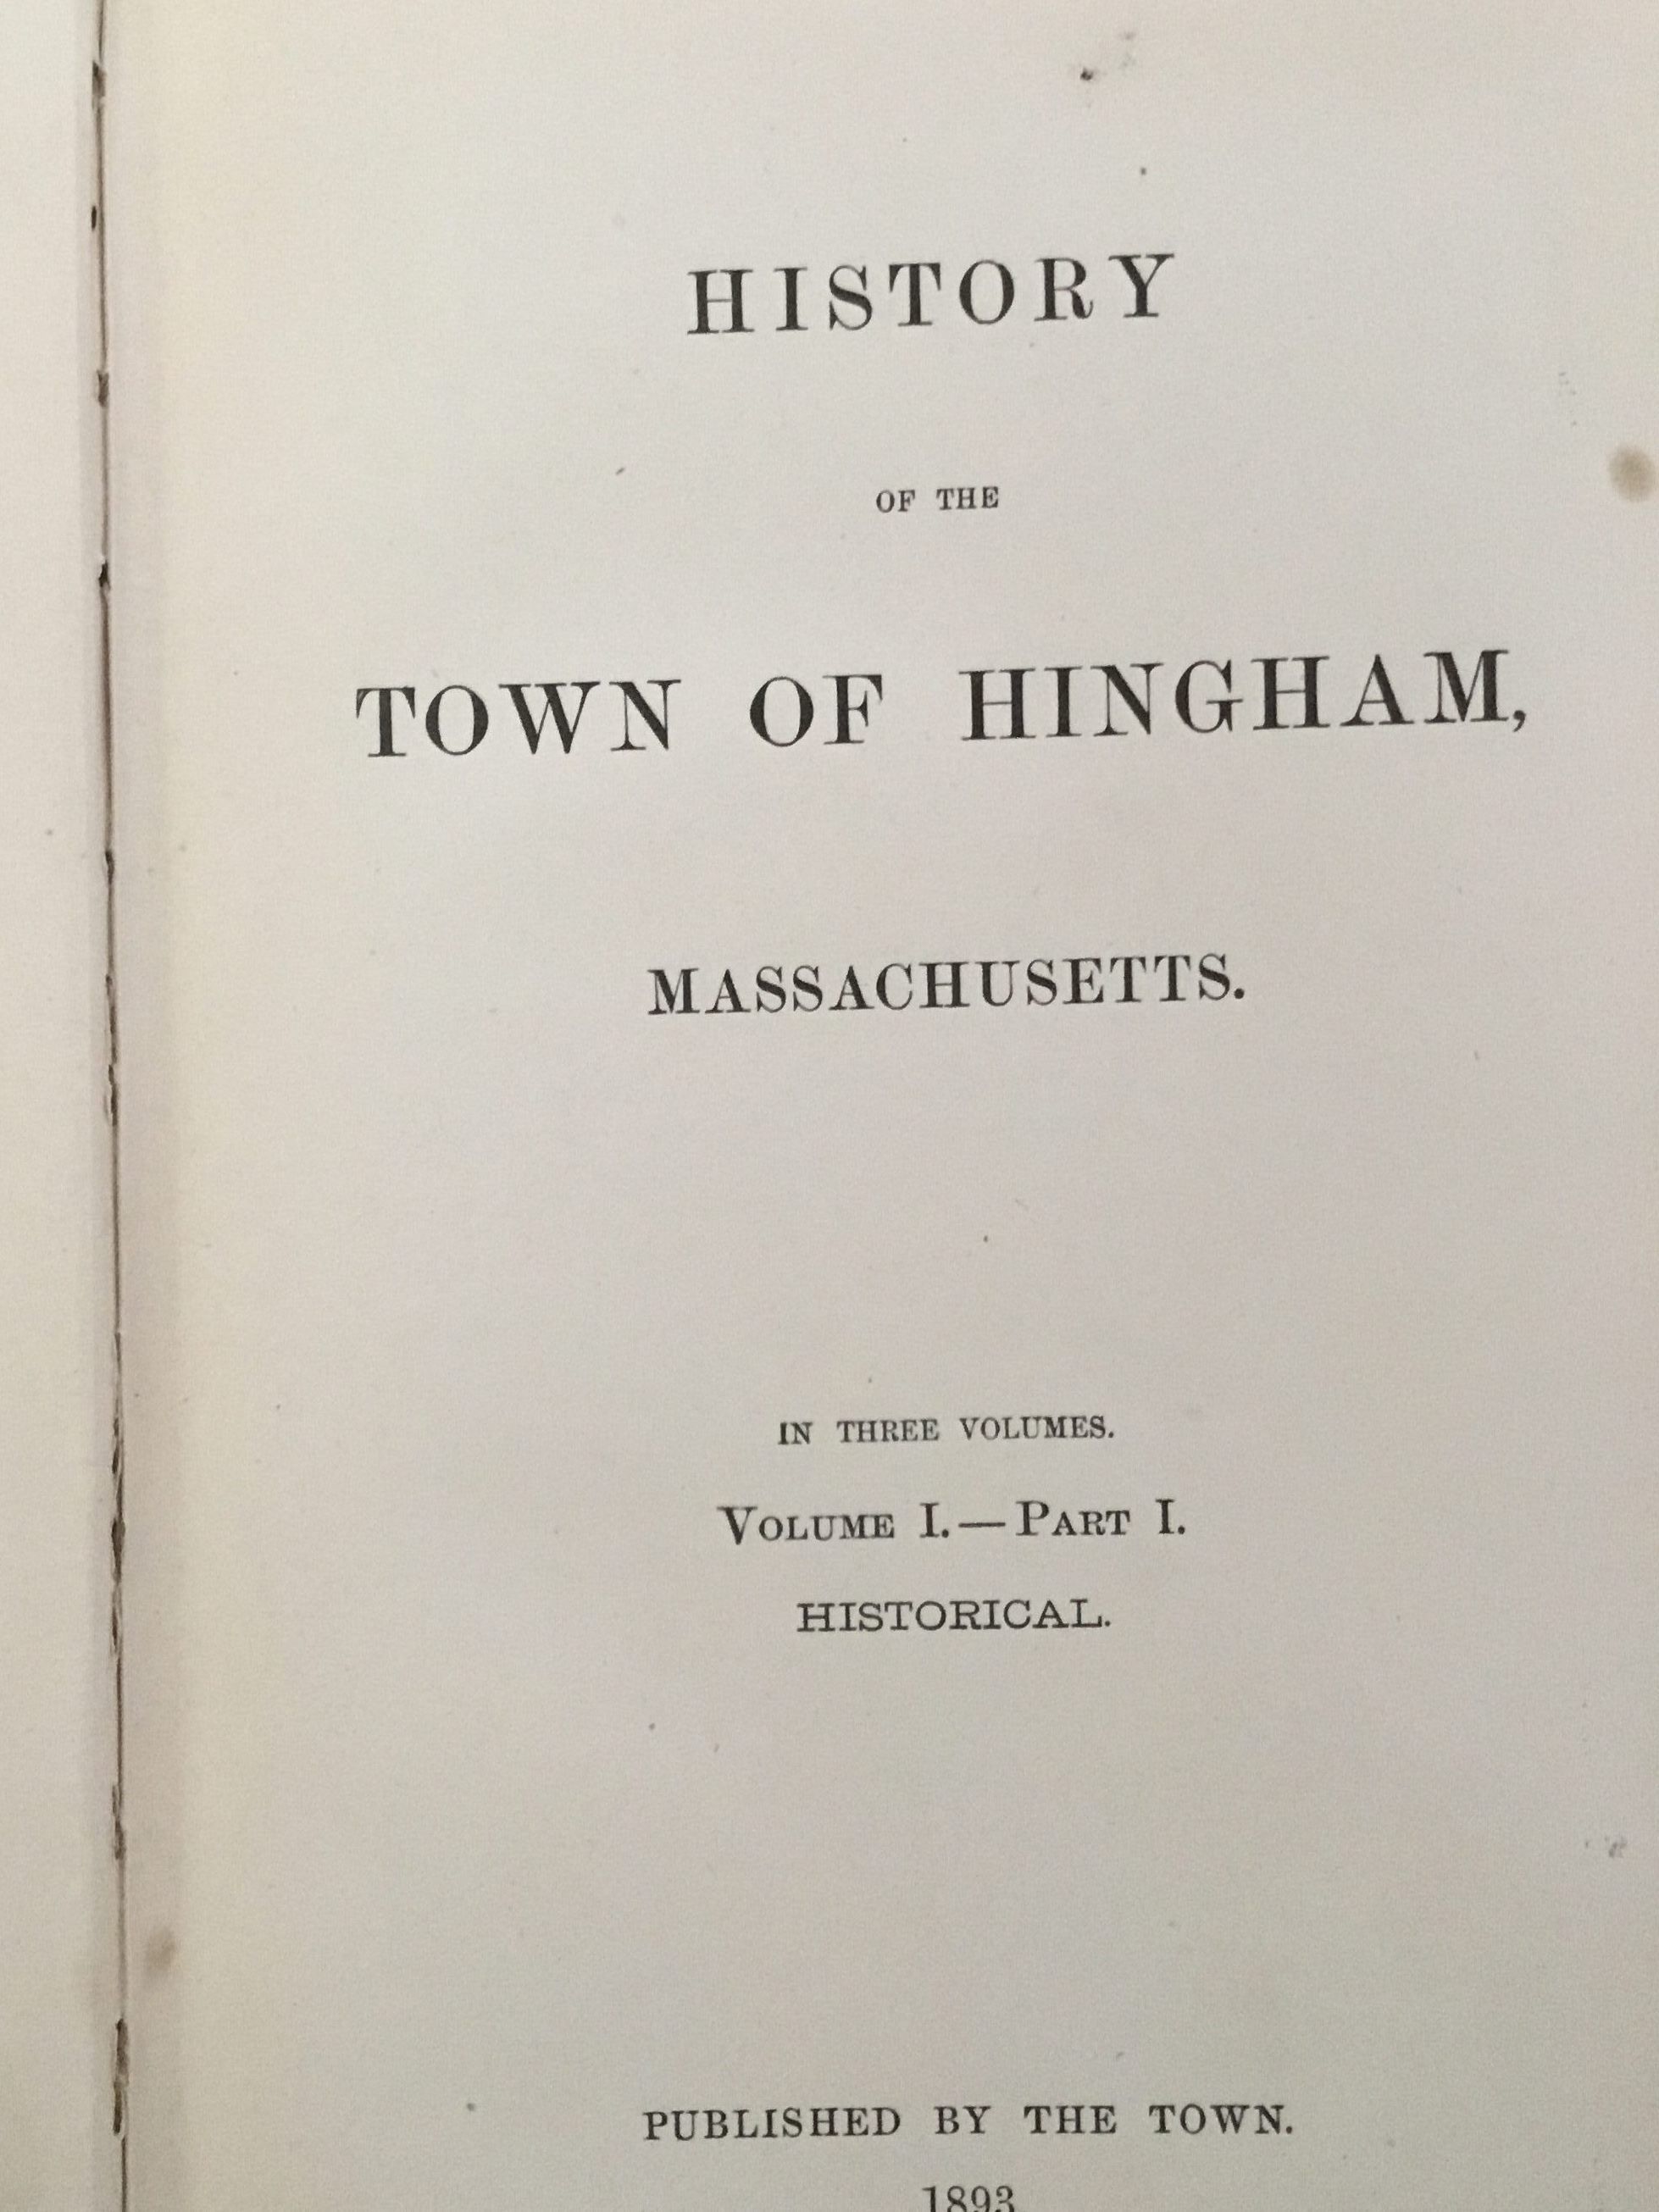 HISTORY
OF THE
TOWN OF HINGHAM,
MASSACHUSETTS.
IN THREE VOLUMES.
VOLUME I.—PART I.
HISTORICAL.
PUBLISHED BY THE TOWN.
1893